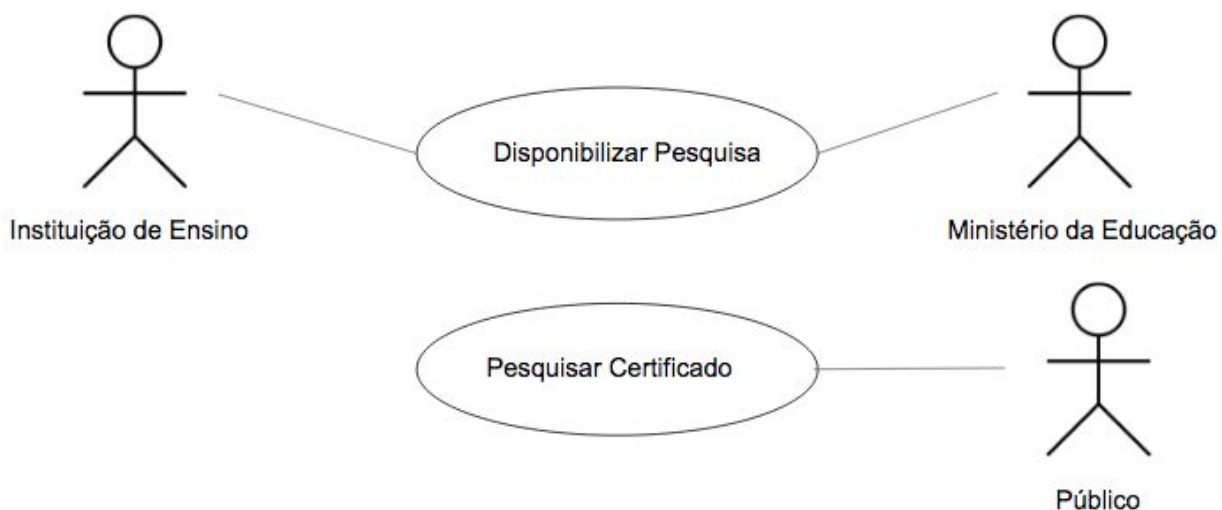 Disponibilizar Pesquisa
Instituição de Ensino
Ministério da Educação
Pesquisar Certificado
Público